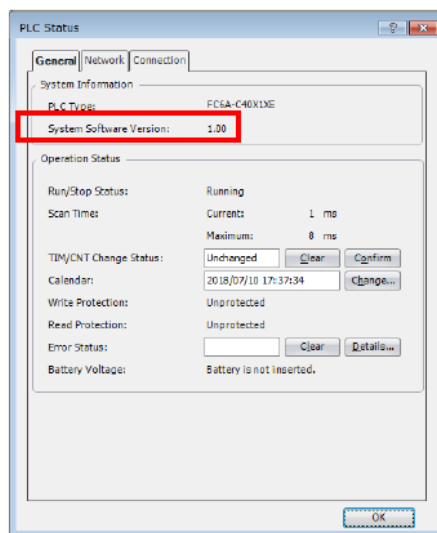 PLC Status
General Network Connection
System Information
PLC Type: FC6A-C40X1XE
System Software Version: 1.00
Operation Status
Run/Stop Status: Running
Scan Time: Current: 1 ms
Maximum: 8 ms
TIM/CNT Change Status: Unchanged Clear Confirm
Calendar: 2018/07/10 17:37:34 Change...
Write Protection: Unprotected
Read Protection: Unprotected
Error Status: Clear Details...
Battery Voltage: Battery is not inserted.
OK